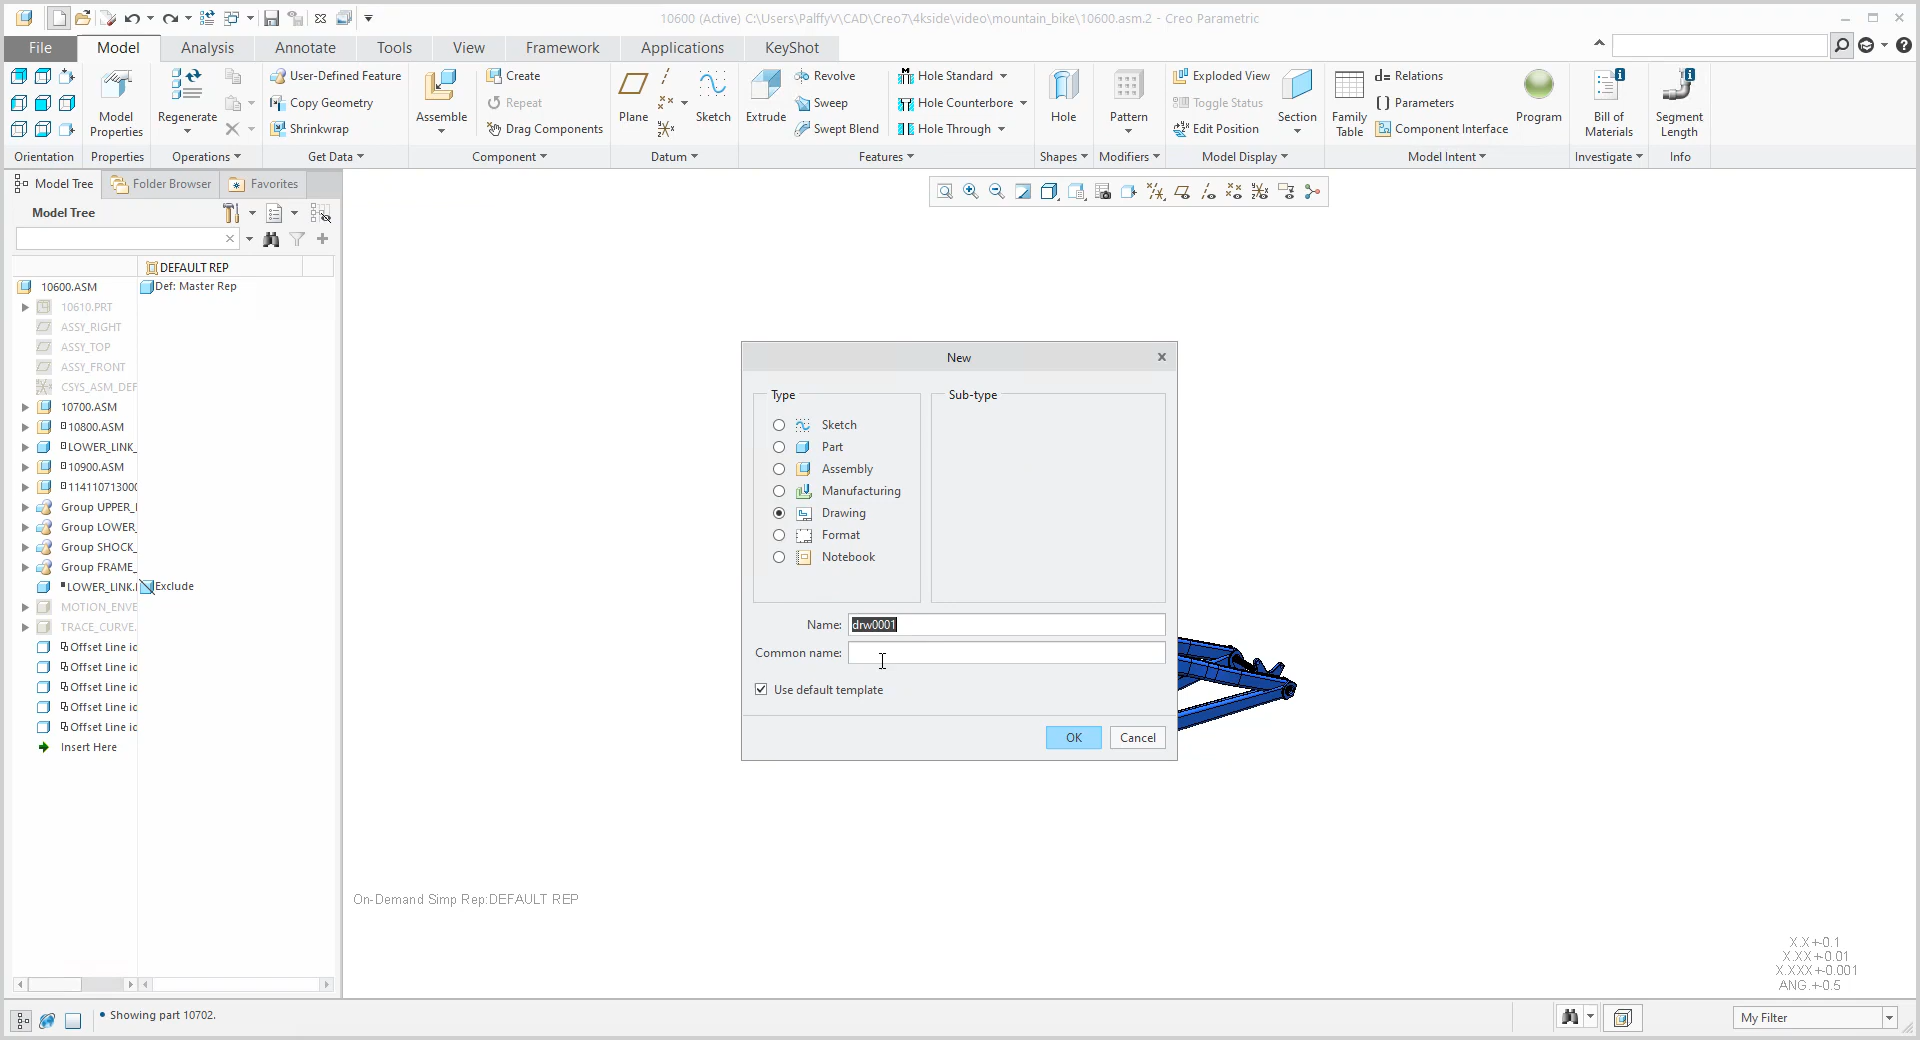 10600 (Active) C:\Users\PalffyV\CAD\Creo7\4kside\video\mountain_bike\10600.asm.2 - Creo Parametric
File Model Analysis Annotate Tools View Framework Applications KeyShot
User-Defined Feature Create Revolve Hole Standard Exploded View Relations
Copy Geometry Repeat Sweep Hole Counterbore Toggle Status Parameters
Shrinkwrap Drag Components Swept Blend Hole Through Edit Position Component Interface
Model Properties Regenerate Assemble Plane Sketch Extrude Hole Pattern Section Family Table Program Bill of Materials Segment Length
Orientation Properties Operations Get Data Component Datum Features Shapes Modifiers Model Display Model Intent Investigate Info
Model Tree Folder Browser Favorites
Model Tree
DEFAULT REP
10600.ASM Def: Master Rep
10610.PRT
ASSY_RIGHT
ASSY_TOP
ASSY_FRONT
CSYS_ASM_DEF
10700.ASM
10800.ASM
LOWER_LINK_
10900.ASM
114110713000
Group UPPER_
Group LOWER_
Group SHOCK_
Group FRAME_
LOWER_LINK. Exclude
MOTION_ENVE
TRACE_CURVE.
Offset Line id
Offset Line id
Offset Line id
Offset Line id
Offset Line id
Insert Here
New
Type Sub-type
Sketch
Part
Assembly
Manufacturing
Drawing
Format
Notebook
Name: drw0001
Common name:
Use default template
OK Cancel
On-Demand Simp Rep:DEFAULT REP
X.X+-0.1
X.XX+-0.01
X.XXX+-0.001
ANG.+-0.5
Showing part 10702.
My Filter